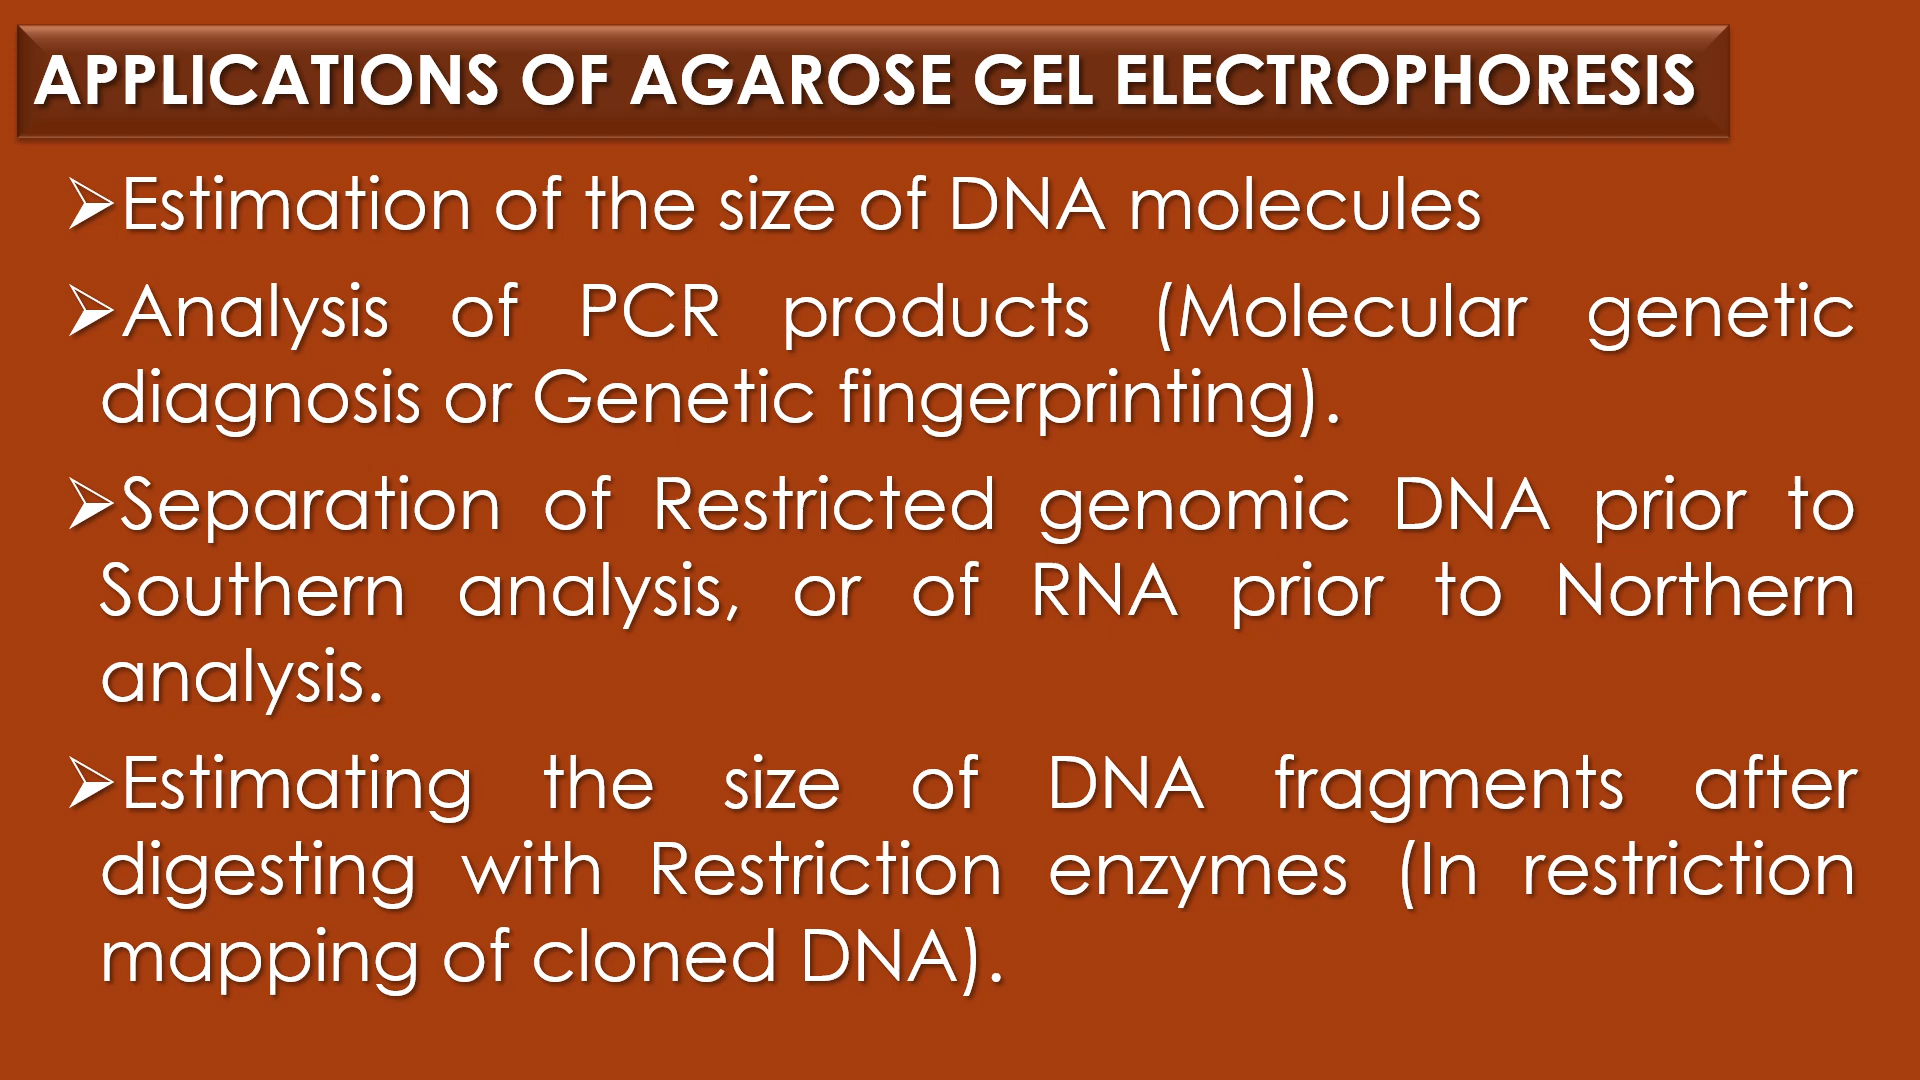 APPLICATIONS OF AGAROSE GEL ELECTROPHORESIS
➢Estimation of the size of DNA molecules
➢Analysis of PCR products (Molecular genetic
diagnosis or Genetic fingerprinting).
➢Separation of Restricted genomic DNA prior to
Southern analysis, or of RNA prior to Northern
analysis.
➢Estimating the size of DNA fragments after
digesting with Restriction enzymes (In restriction
mapping of cloned DNA).